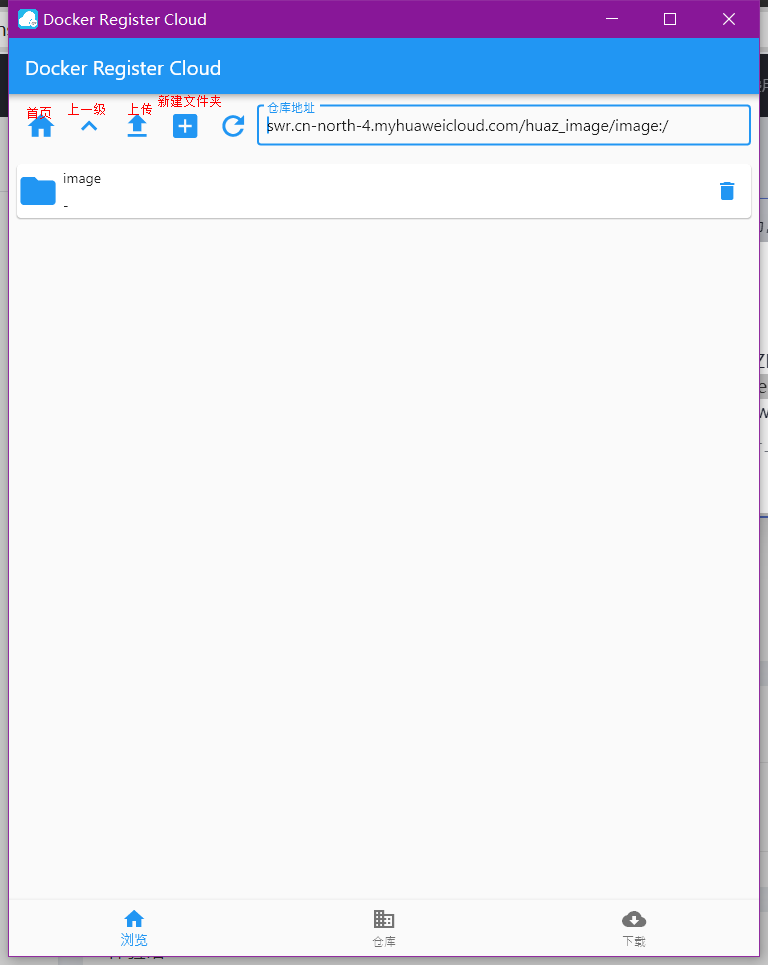 Docker Register Cloud
Docker Register Cloud
首页 上一级 上传 新建文件夹
仓库地址
swr.cn-north-4.myhuaweicloud.com/huaz_image/image:/
image
-
浏览 仓库 下载